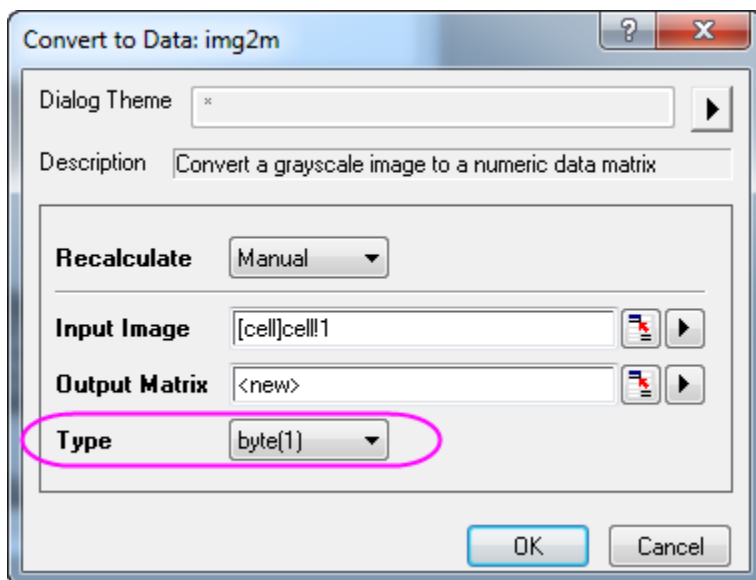 Convert to Data: img2m
Dialog Theme *
Description Convert a grayscale image to a numeric data matrix
Recalculate Manual
Input Image [cell]cell!1
Output Matrix <new>
Type byte(1)
OK Cancel